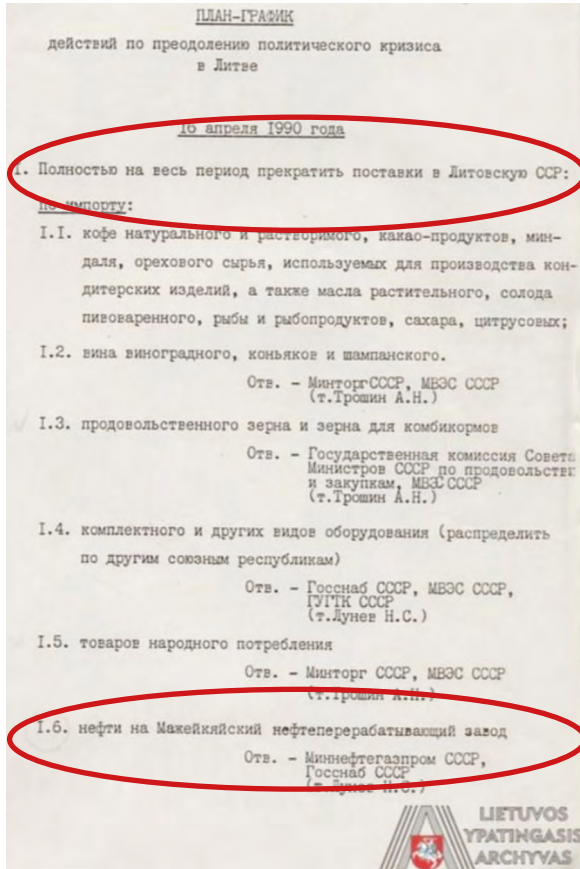 ПЛАН-ГРАФИК
действий по преодолению политического кризиса
в Литве
16 апреля 1990 года
1. Полностью на весь период прекратить поставки в Литовскую ССР:
по импорту:
1.1. кофе натурального и растворимого, какао-продуктов, мин-
даля, орехового сырья, используемых для производства кон-
дитерских изделий, а также масла растительного, солода
пивоваренного, рыбы и рыбопродуктов, сахара, цитрусовых;
1.2. вина виноградного, коньяков и шампанского.
Отв. - Минторг СССР, МВЭС СССР
(т.Трошин А.Н.)
1.3. продовольственного зерна и зерна для комбикормов
Отв. - Государственная комиссия Совета
Министров СССР по продовольстви
и закупкам, МВЭС СССР
(т.Трошин А.Н.)
1.4. комплектного и других видов оборудования (распределить
по другим союзным республикам)
Отв. - Госснаб СССР, МВЭС СССР,
ГУГТК СССР
(т.Лунев Н.С.)
1.5. товаров народного потребления
Отв. - Минторг СССР, МВЭС СССР
(т.Трошин А.Н.)
1.6. нефти на Мажейкяйский нефтеперерабатывающий завод
Отв. - Миннефтегазпром СССР,
Госснаб СССР
(т.Лунев Н.С.)
LIETUVOS
YPATINGASIS
ARCHYVAS